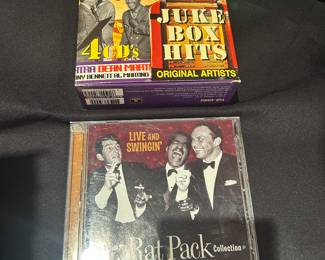 4 CD's
JUKE
BOX
HITS
DEAN MARTI
NY BENNETT AL MARTINO
ORIGINAL ARTISTS
LIVE AND
SWINGIN'
Rat Pack
Collection